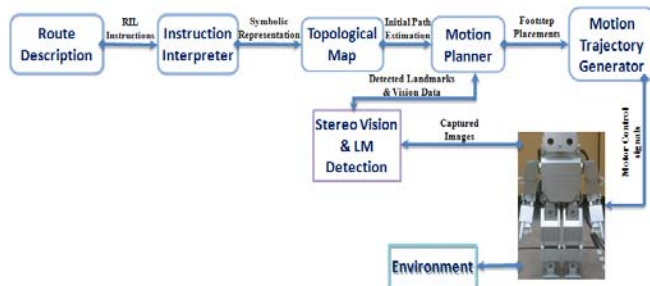 Route
Description
RIL
Instructions
Instruction
Interpreter
Symbolic
Representation
Topological
Map
Initial Path
Estimation
Motion
Planner
Footstep
Placements
Motion
Trajectory
Generator
Detected Landmarks
& Vision Data
Stereo Vision
& LM
Detection
Captured
Images
Motor Control
signals
Environment